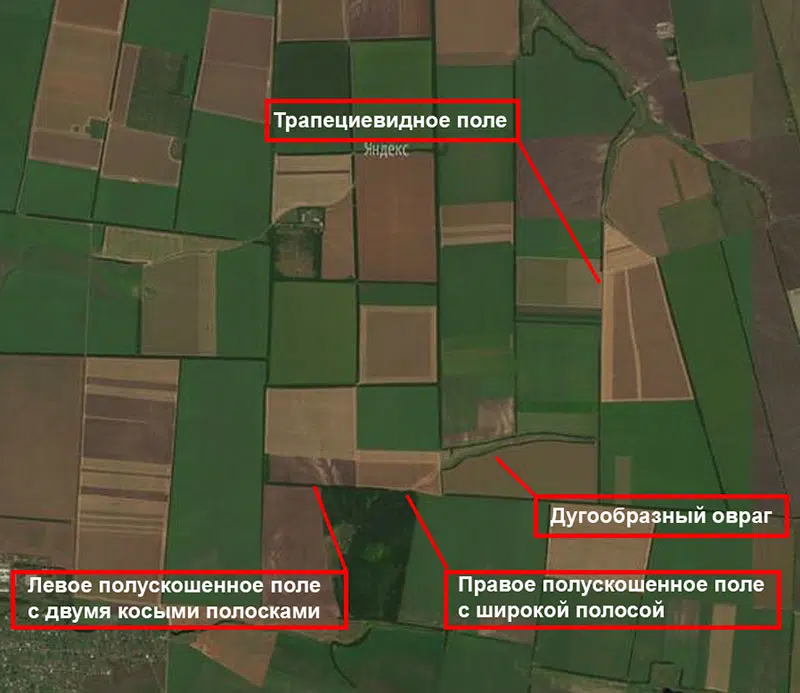 Трапециевидное поле
Яндекс
Дугообразный овраг
Левое полускошенное поле
с двумя косыми полосками
Правое полускошенное поле
с широкой полосой